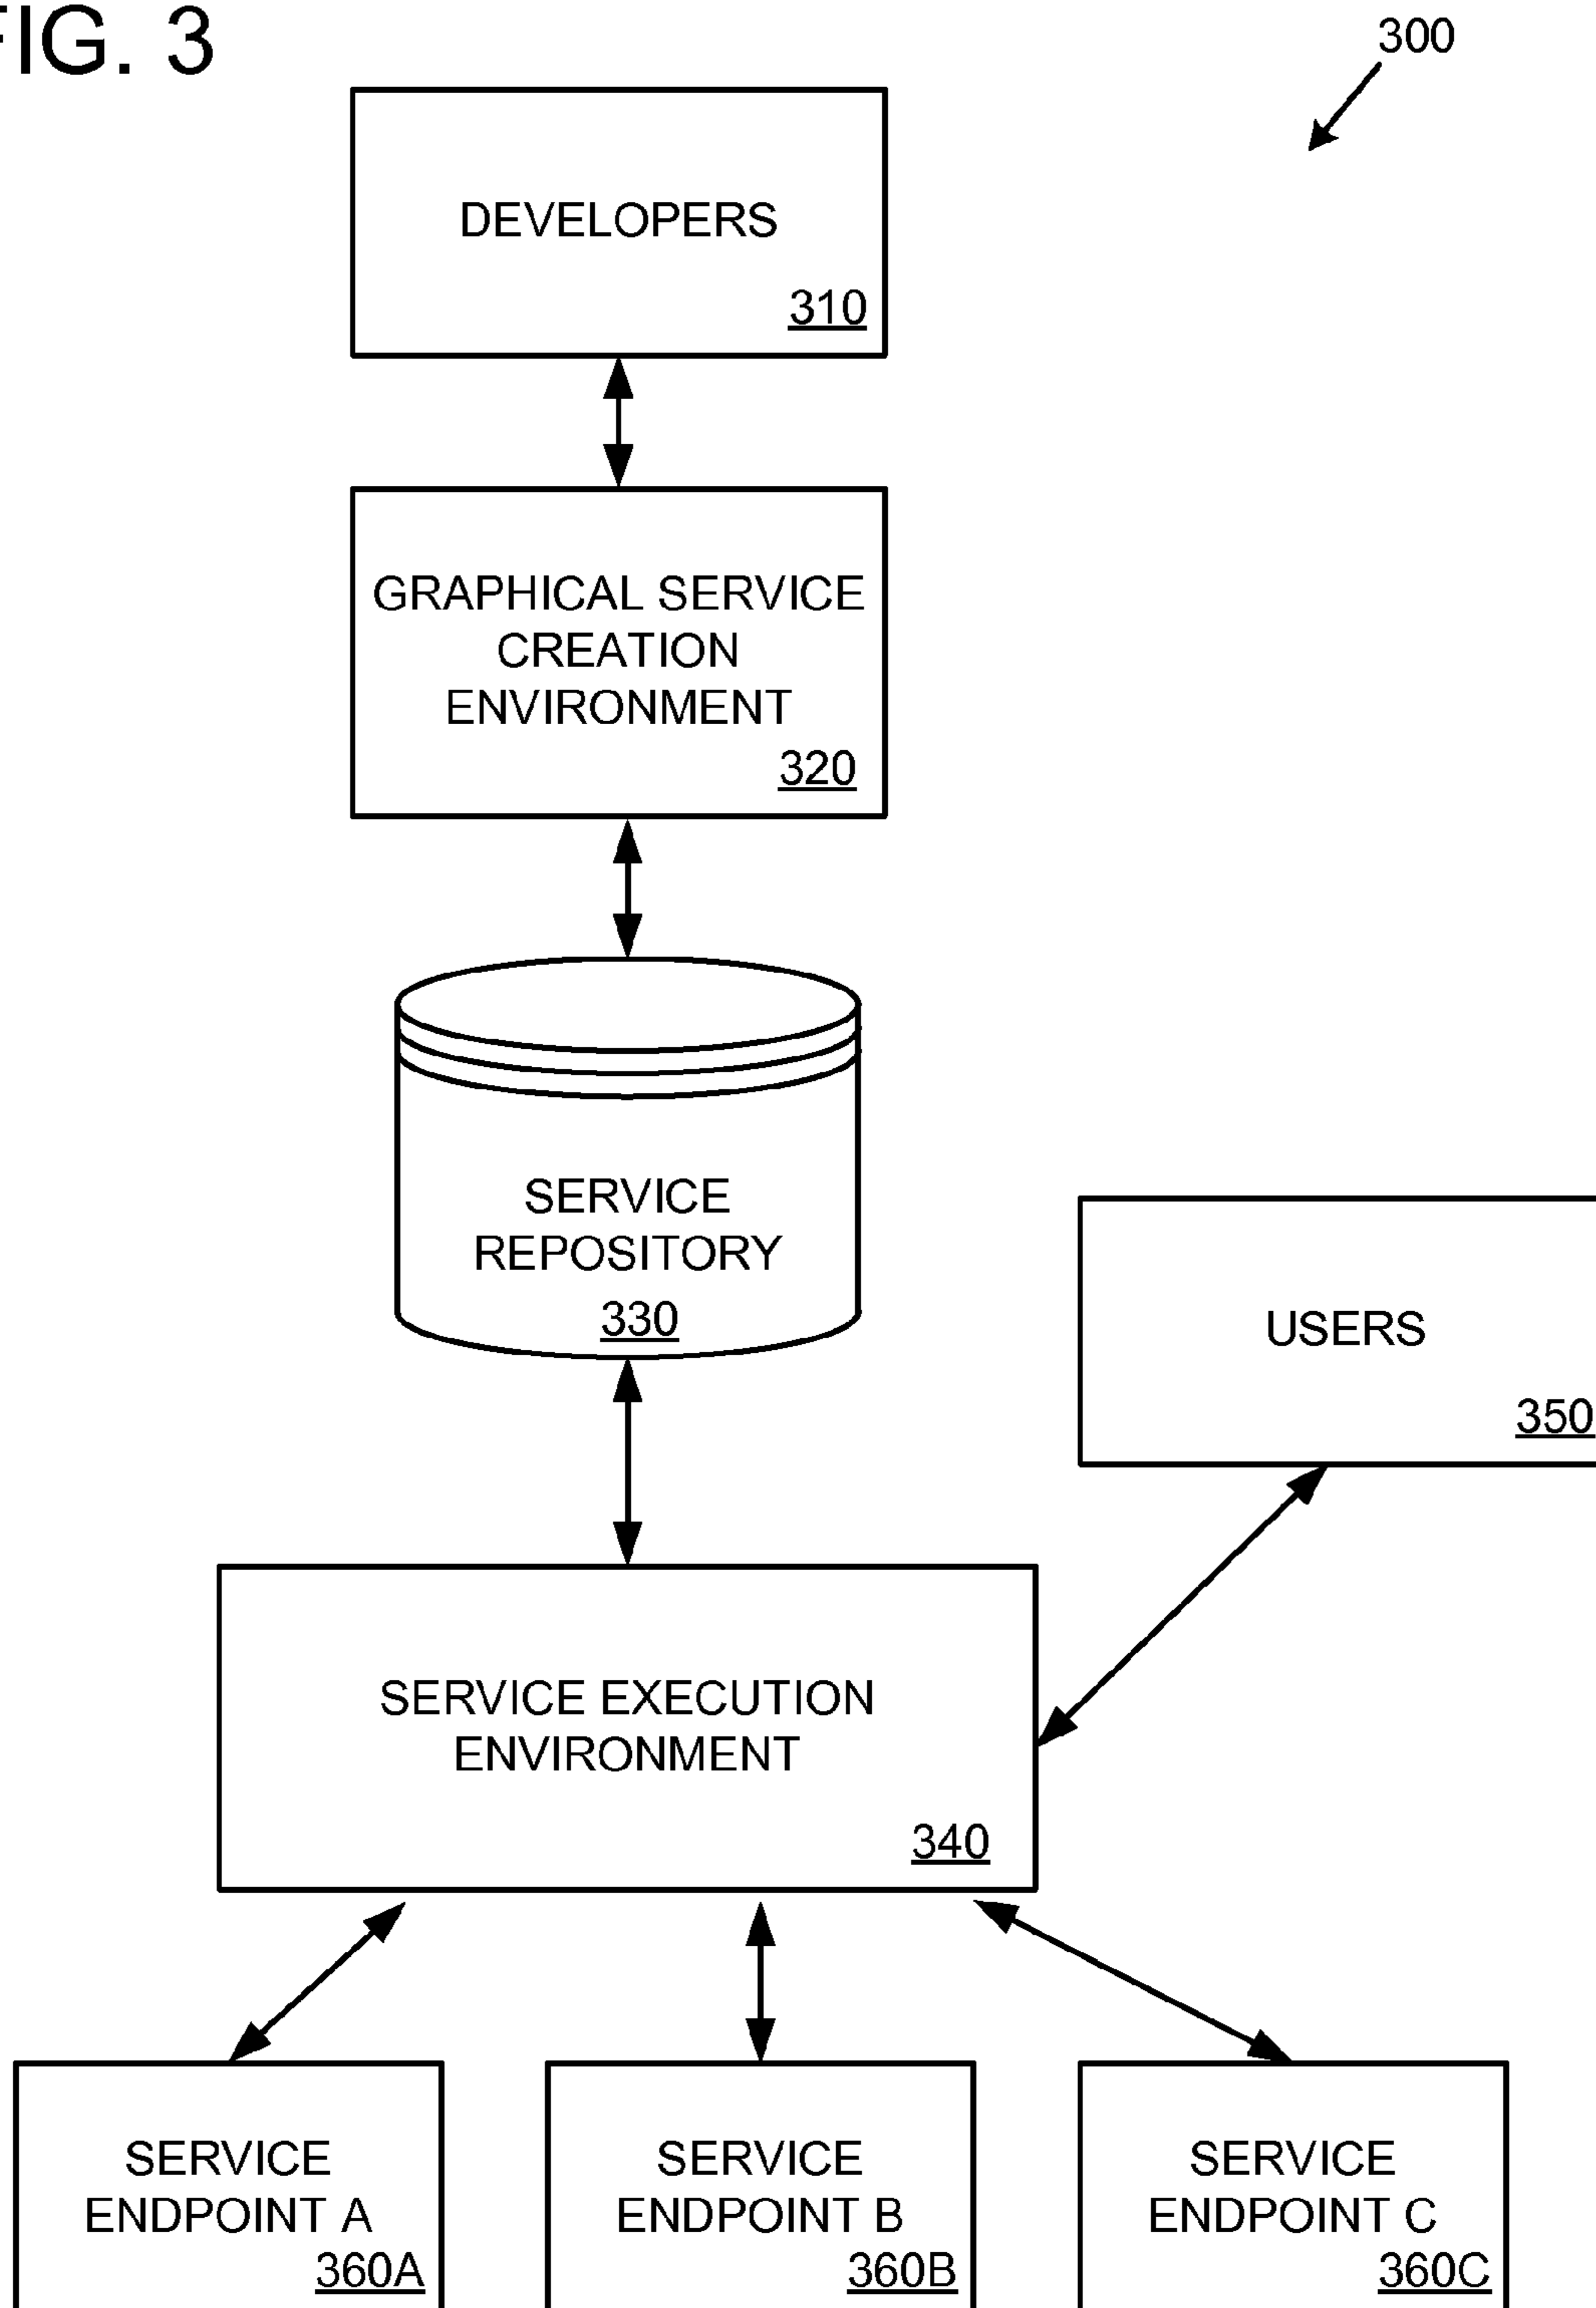 FIG. 3
300
DEVELOPERS
310
GRAPHICAL SERVICE
CREATION
ENVIRONMENT
320
SERVICE
REPOSITORY
330
USERS
350
SERVICE EXECUTION
ENVIRONMENT
340
SERVICE
ENDPOINT A
360A
SERVICE
ENDPOINT B
360B
SERVICE
ENDPOINT C
360C